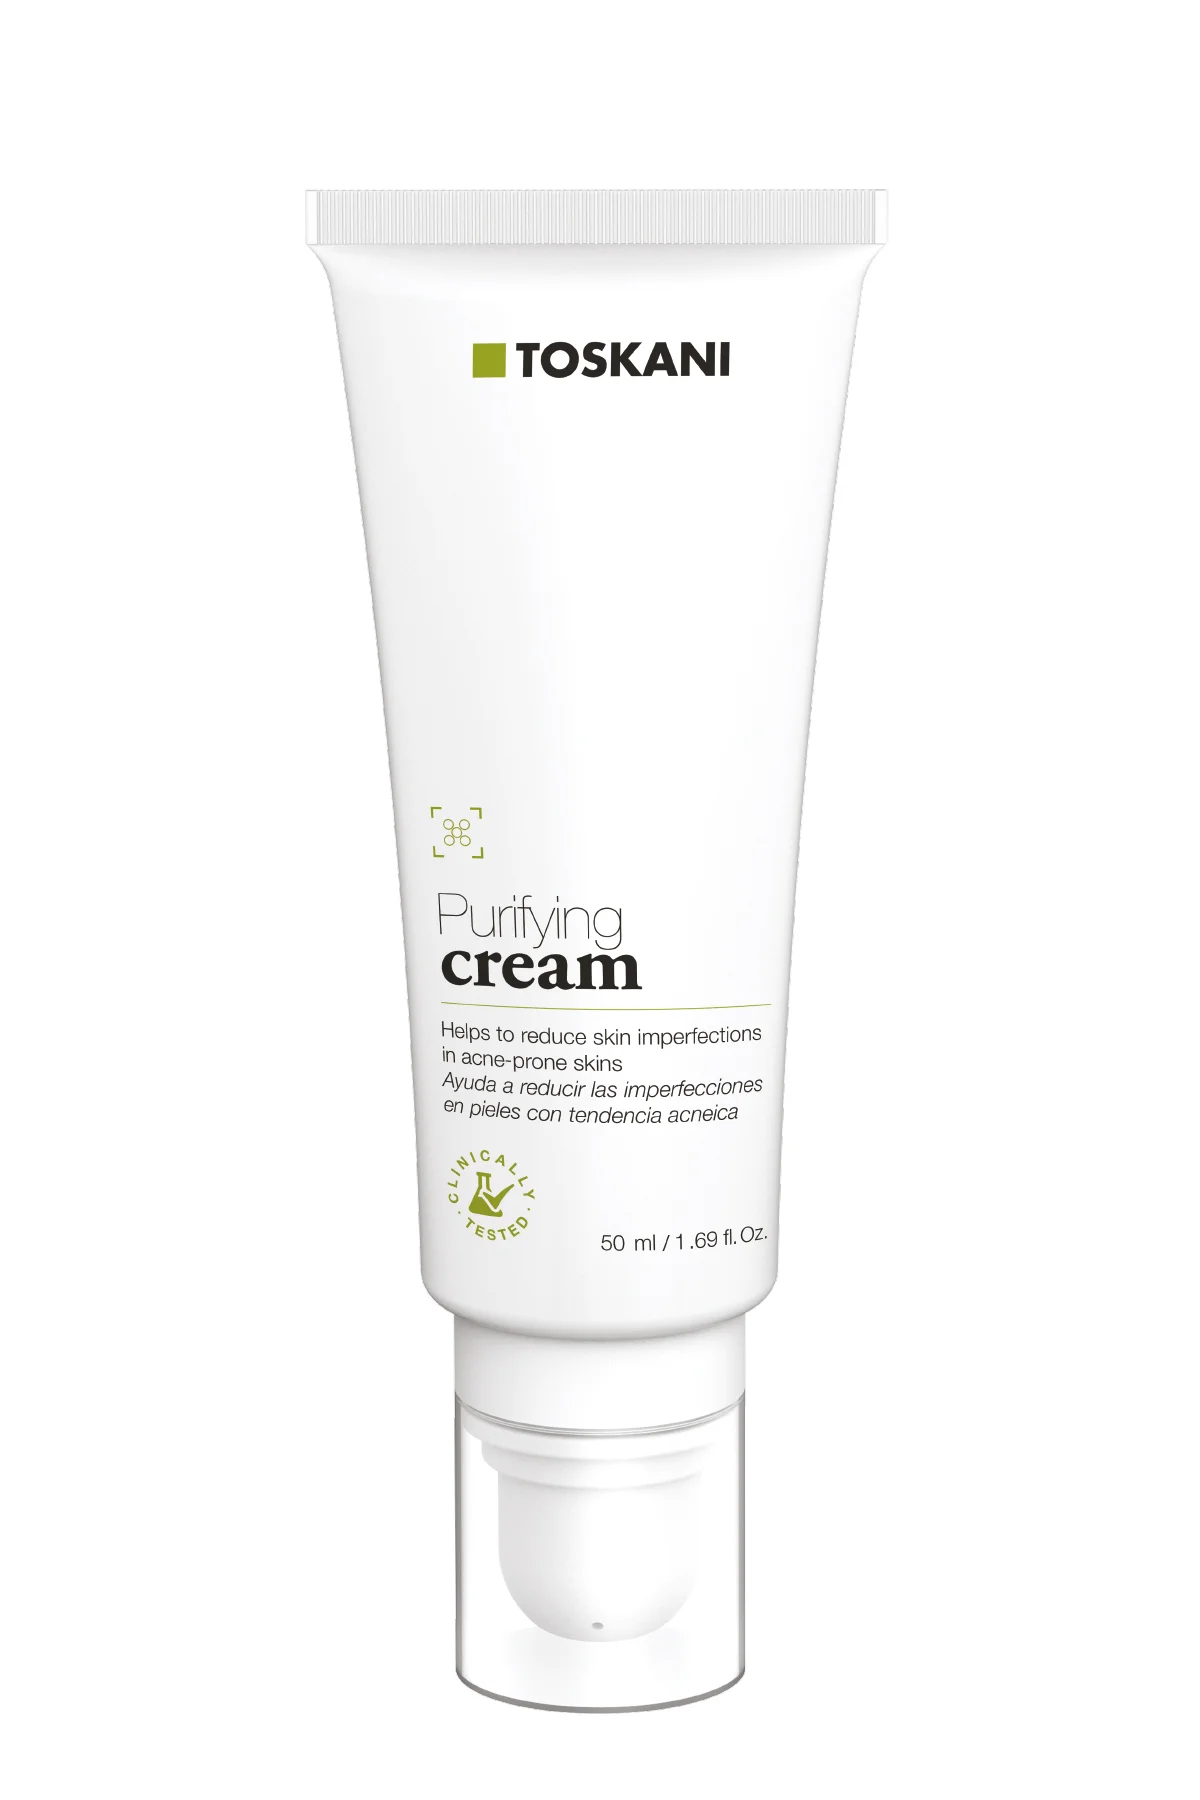 TOSKANI
Purifying
cream
Helps to reduce skin imperfections
in acne-prone skins
Ayuda a reducir las imperfecciones
en pieles con tendencia acneica
· CLINICALLY ·
TESTED
50 ml / 1.69 fl. Oz.